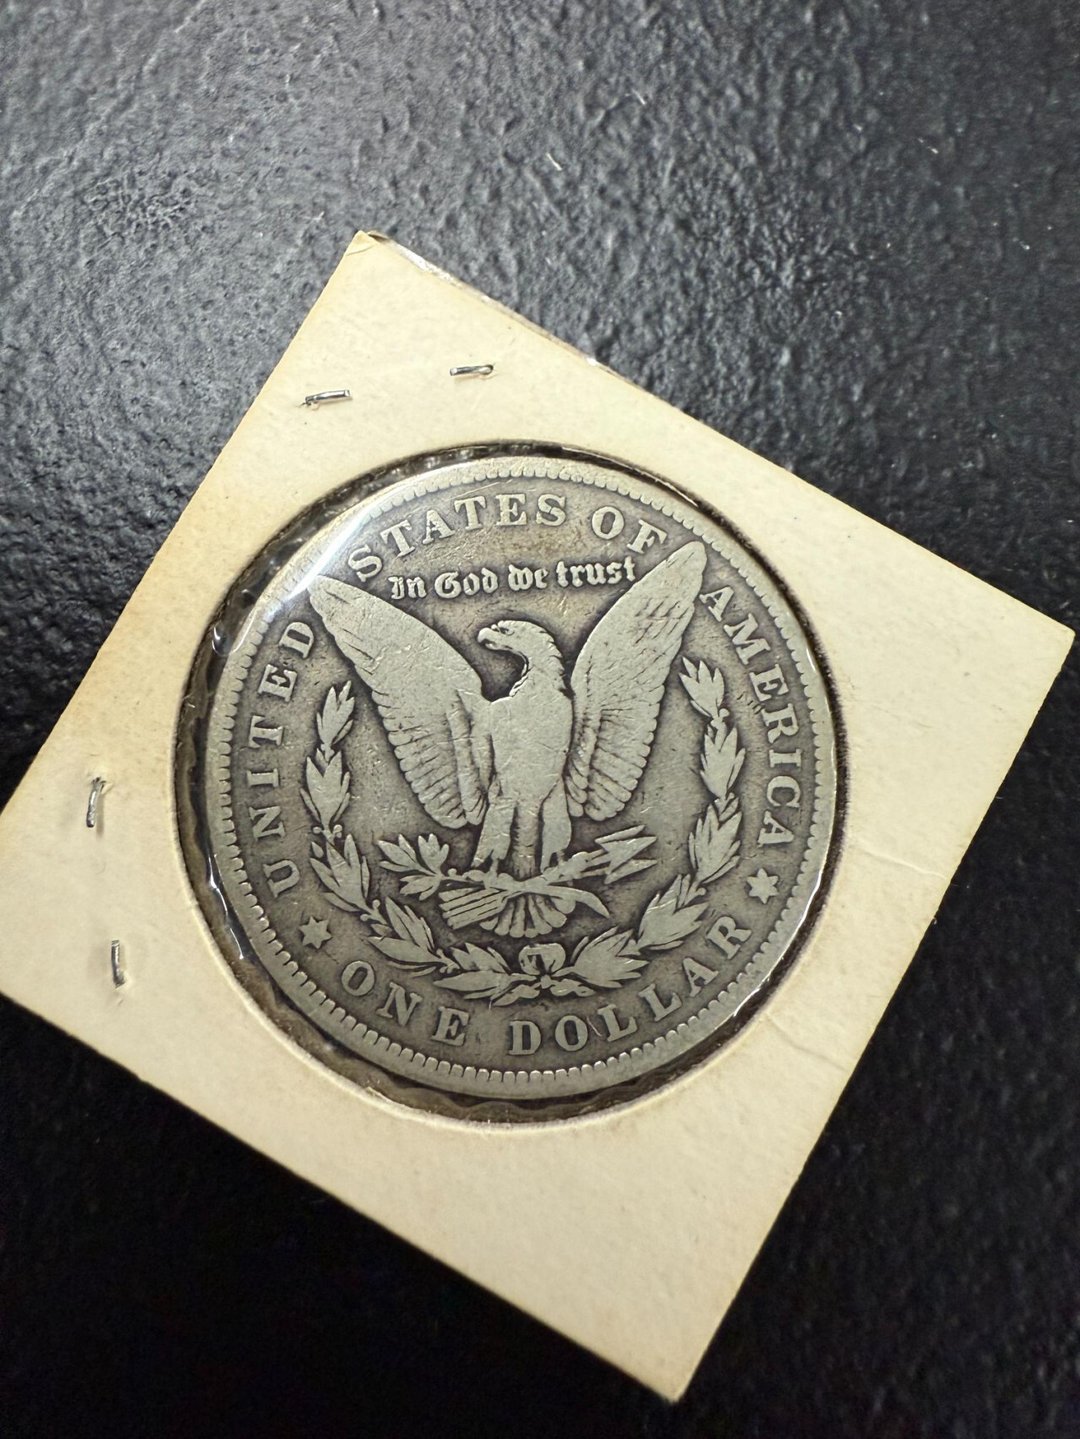 UNITED STATES OF AMERICA
In God we trust
ONE DOLLAR